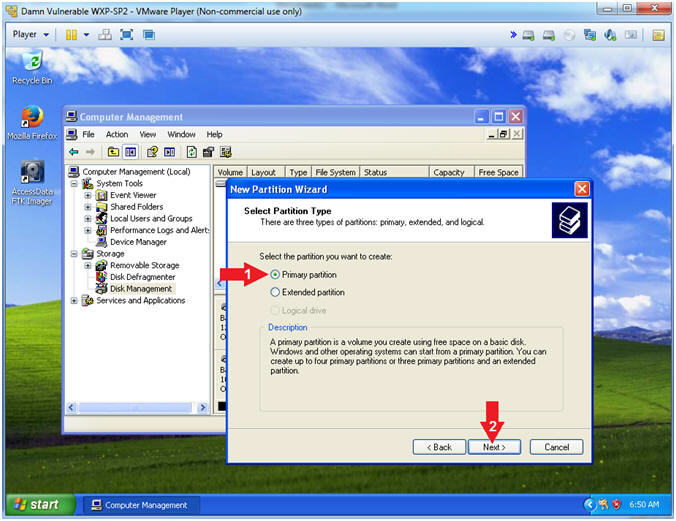 Damn Vulnerable WXP-SP2 - VMware Player (Non-commercial use only)
Player
Recycle Bin
Mozilla Firefox
AccessData
FTK Imager
Computer Management
File Action View Window Help
Computer Management (Local)
System Tools
Event Viewer
Shared Folders
Local Users and Groups
Performance Logs and Alerts
Device Manager
Storage
Removable Storage
Disk Defragmenter
Disk Management
Services and Applications
Volume Layout Type File System Status Capacity Free Space
New Partition Wizard
Select Partition Type
There are three types of partitions: primary, extended, and logical.
Select the partition you want to create:
1
Primary partition
Extended partition
Logical drive
Description
A primary partition is a volume you create using free space on a basic disk.
Windows and other operating systems can start from a primary partition. You can
create up to four primary partitions or three primary partitions and an extended
partition.
2
< Back Next > Cancel
start Computer Management 6:50 AM